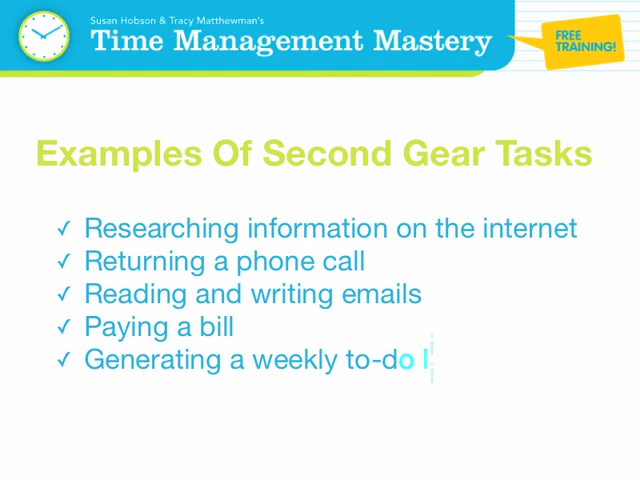 Susan Hobson & Tracy Matthewman's
Time Management Mastery
FREE
TRAINING!
Examples Of Second Gear Tasks
✓ Researching information on the internet
✓ Returning a phone call
✓ Reading and writing emails
✓ Paying a bill
✓ Generating a weekly to-do l